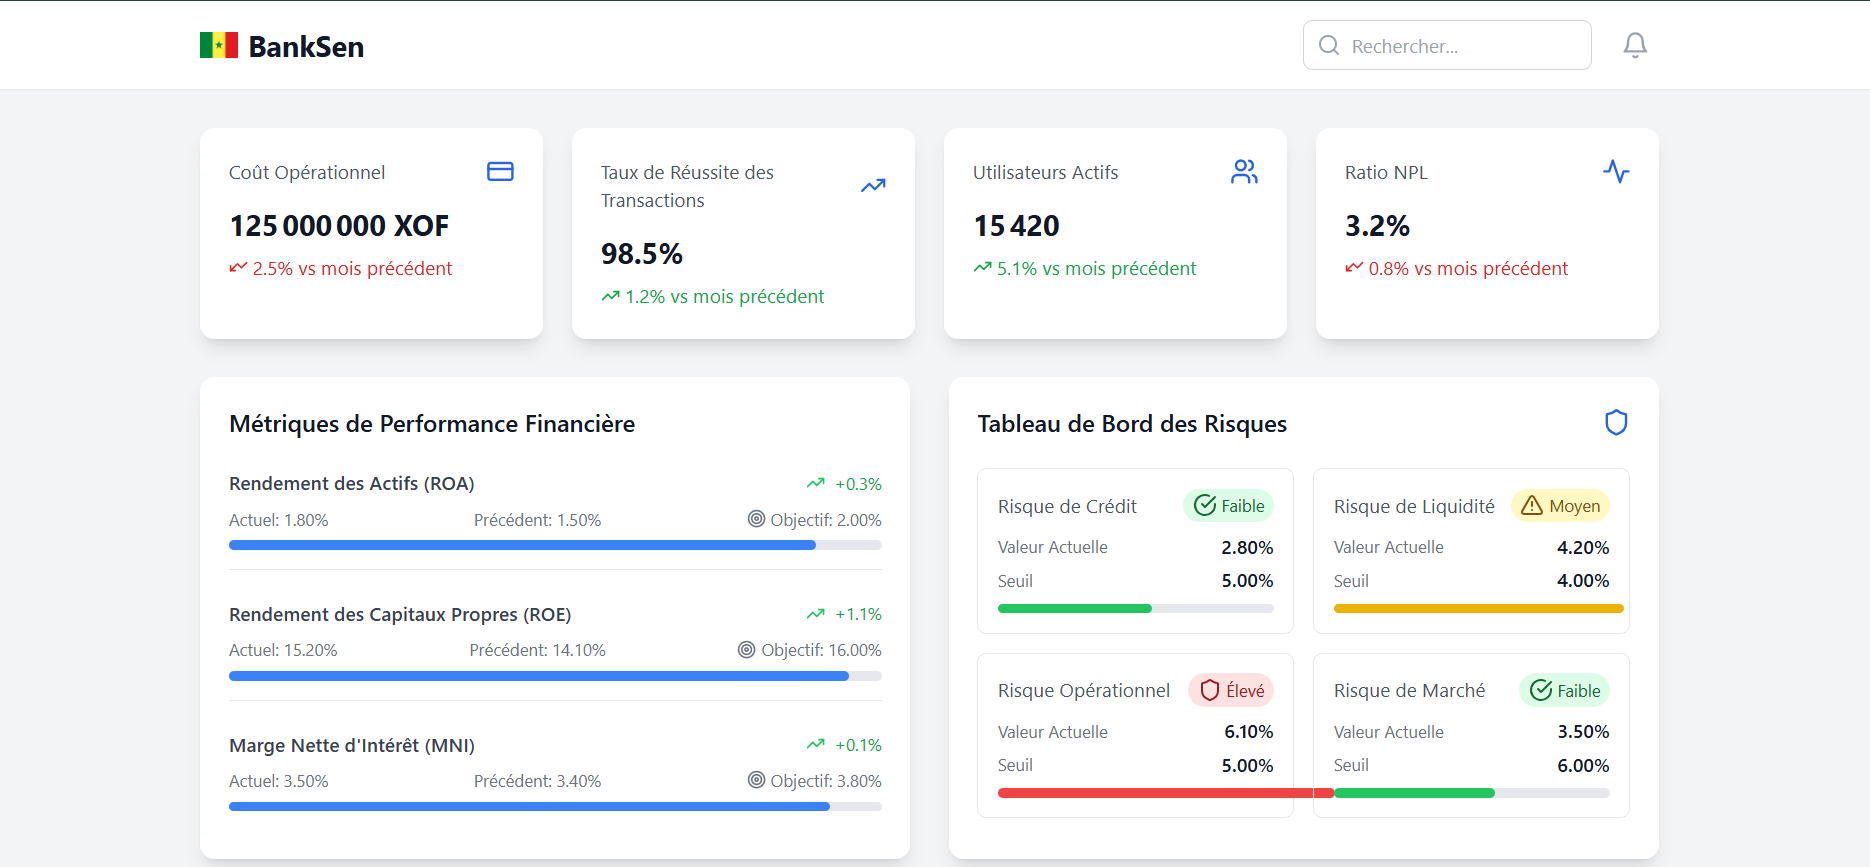 BankSen
Rechercher...
Coût Opérationnel
125 000 000 XOF
2.5% vs mois précédent
Taux de Réussite des
Transactions
98.5%
1.2% vs mois précédent
Utilisateurs Actifs
15 420
5.1% vs mois précédent
Ratio NPL
3.2%
0.8% vs mois précédent
Métriques de Performance Financière
Rendement des Actifs (ROA)
+0.3%
Actuel: 1.80%
Précédent: 1.50%
Objectif: 2.00%
Rendement des Capitaux Propres (ROE)
+1.1%
Actuel: 15.20%
Précédent: 14.10%
Objectif: 16.00%
Marge Nette d'Intérêt (MNI)
+0.1%
Actuel: 3.50%
Précédent: 3.40%
Objectif: 3.80%
Tableau de Bord des Risques
Risque de Crédit
Faible
Valeur Actuelle
2.80%
Seuil
5.00%
Risque de Liquidité
Moyen
Valeur Actuelle
4.20%
Seuil
4.00%
Risque Opérationnel
Élevé
Valeur Actuelle
6.10%
Seuil
5.00%
Risque de Marché
Faible
Valeur Actuelle
3.50%
Seuil
6.00%